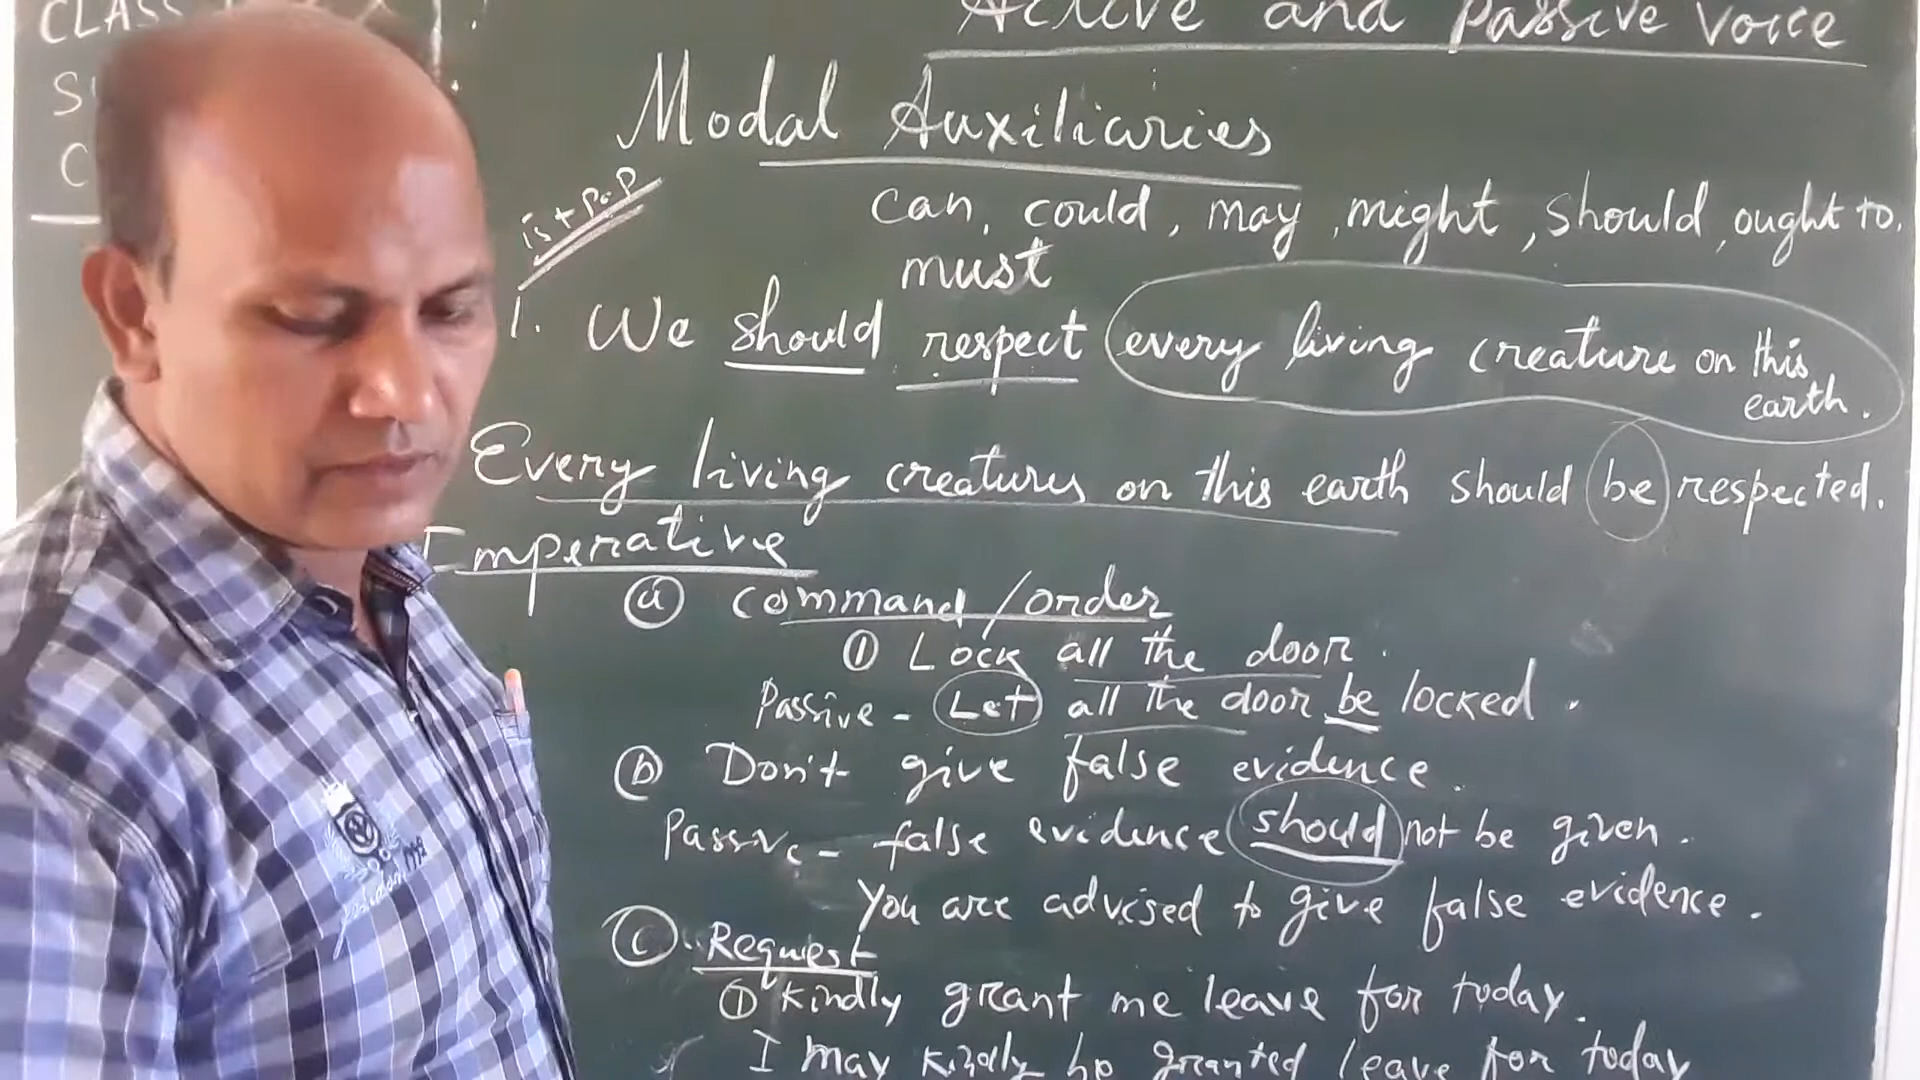 CLASS
Active and Passive Voice
Modal Auxiliaries
is + P.P
can, could, may, might, should, ought to.
must
1. We should respect every living creature on this
earth.
Every living creatures on this earth should be respected.
Imperative
(a) Command/order
① Lock all the door.
Passive - Let all the door be locked.
(b) Don't give false evidence.
Passive - false evidence should not be given.
You are advised to give false evidence.
(c) Request
① Kindly grant me leave for today.
I may kindly be granted leave for today